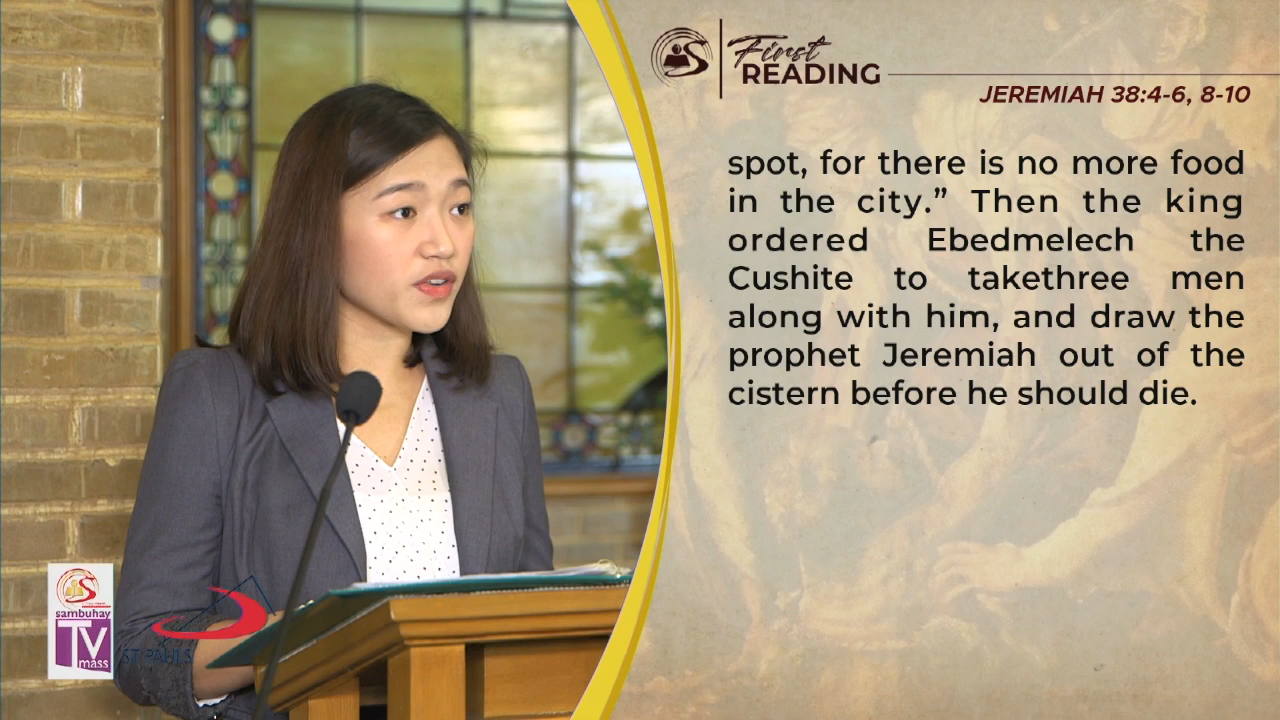 First
READING
JEREMIAH 38:4-6, 8-10
spot, for there is no more food
in the city.” Then the king
ordered Ebedmelech the
Cushite to takethree men
along with him, and draw the
prophet Jeremiah out of the
cistern before he should die.
sambuhay
TV
mass
ST PAULS